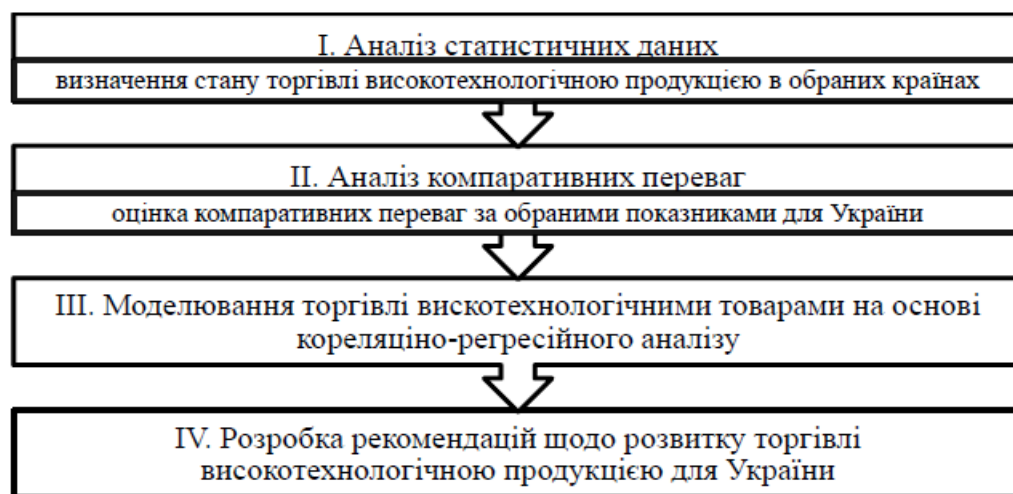 I. Аналіз статистичних даних
визначення стану торгівлі високотехнологічною продукцією в обраних країнах
II. Аналіз компаративних переваг
оцінка компаративних переваг за обраними показниками для України
III. Моделювання торгівлі вискотехнологічними товарами на основі
кореляціно-регресійного аналізу
IV. Розробка рекомендацій щодо розвитку торгівлі
високотехнологічною продукцією для України